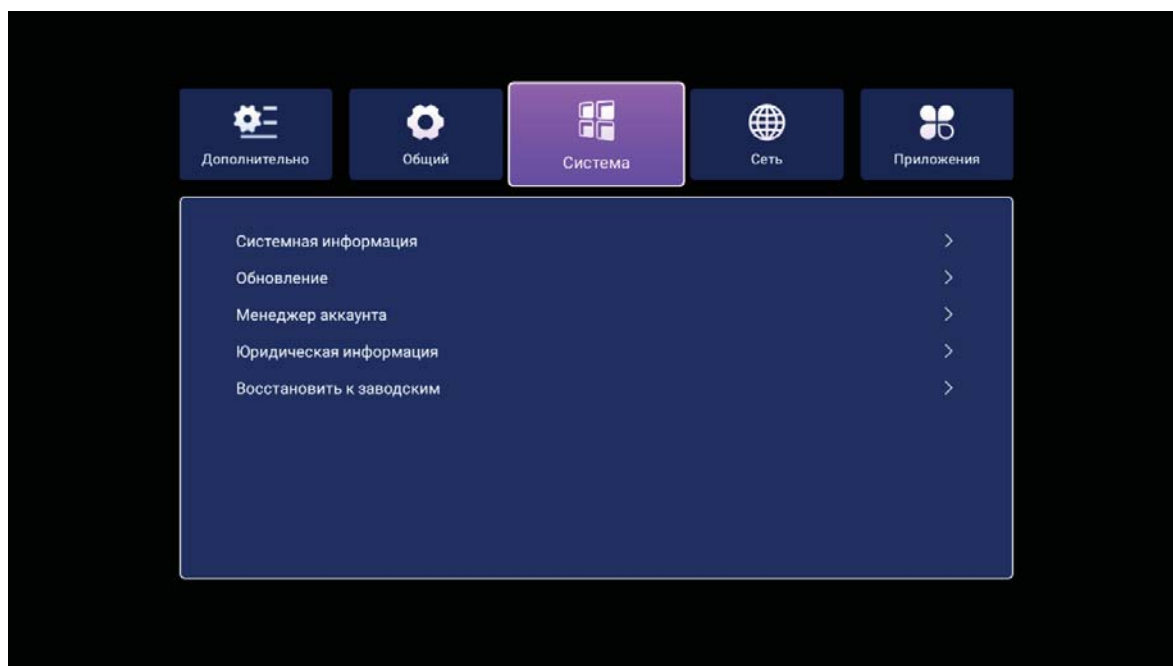 Дополнительно
Общий
Система
Сеть
Приложения
Системная информация
Обновление
Менеджер аккаунта
Юридическая информация
Восстановить к заводским